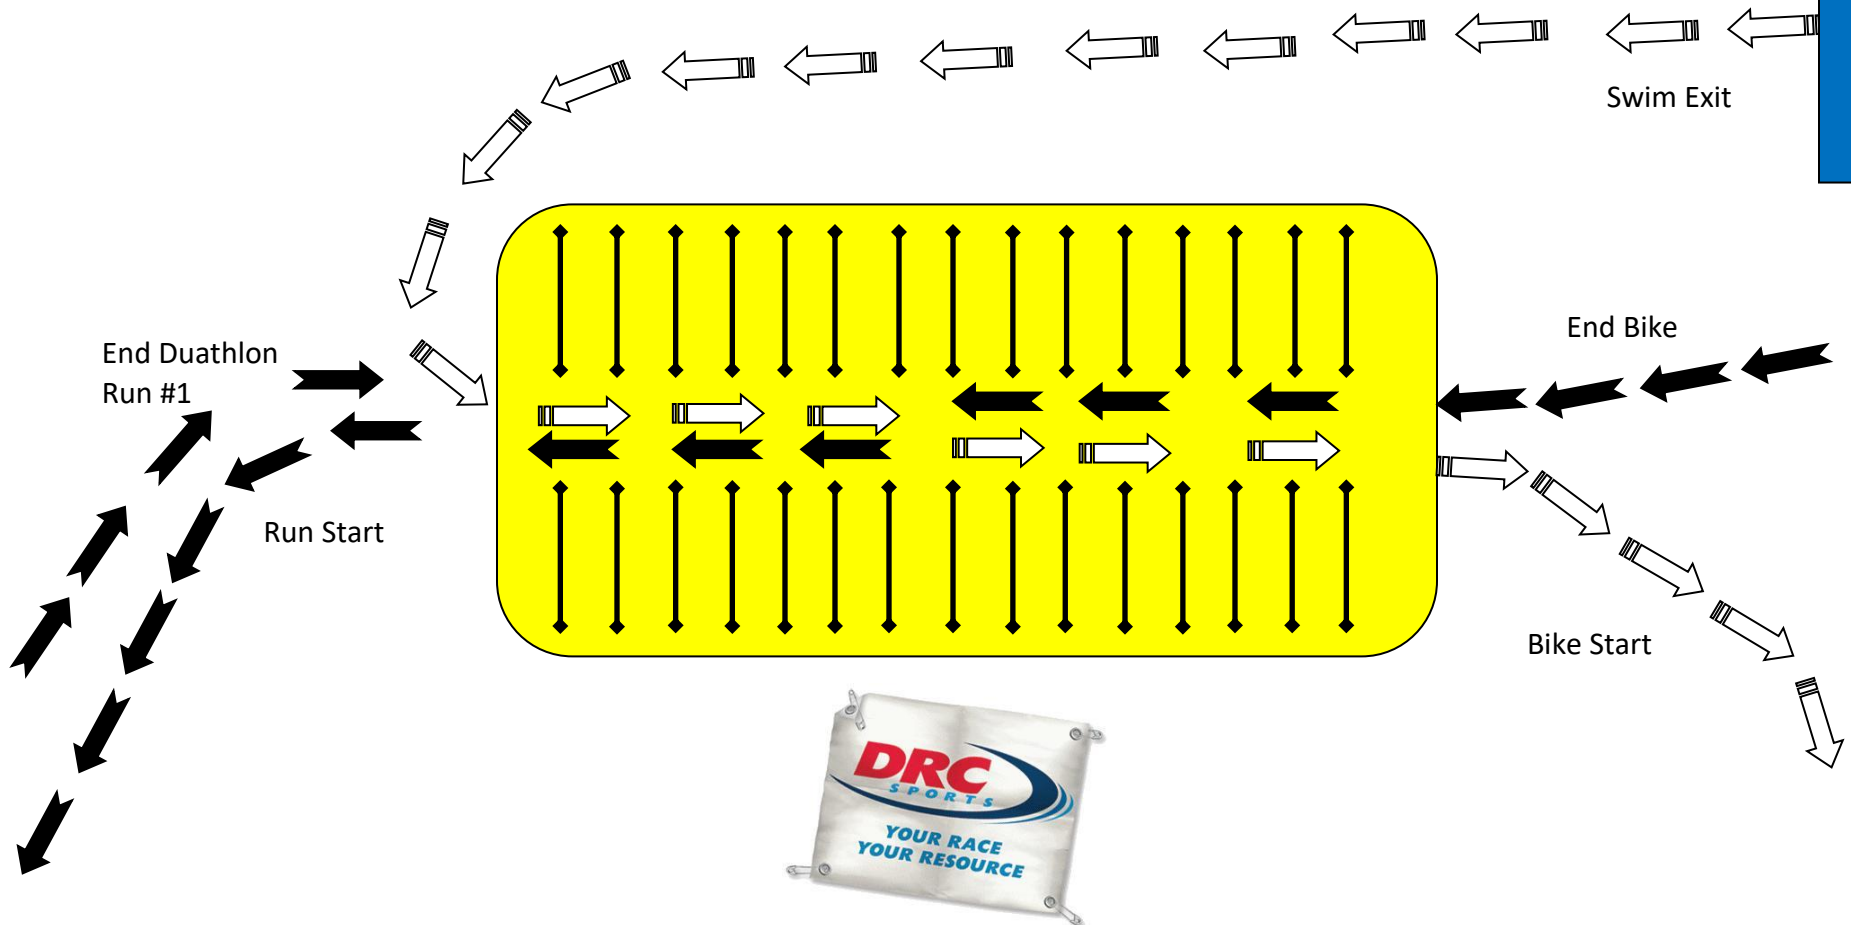 Swim Exit
End Bike
End Duathlon
Run #1
Run Start
Bike Start
DRC
SPORTS
YOUR RACE
YOUR RESOURCE